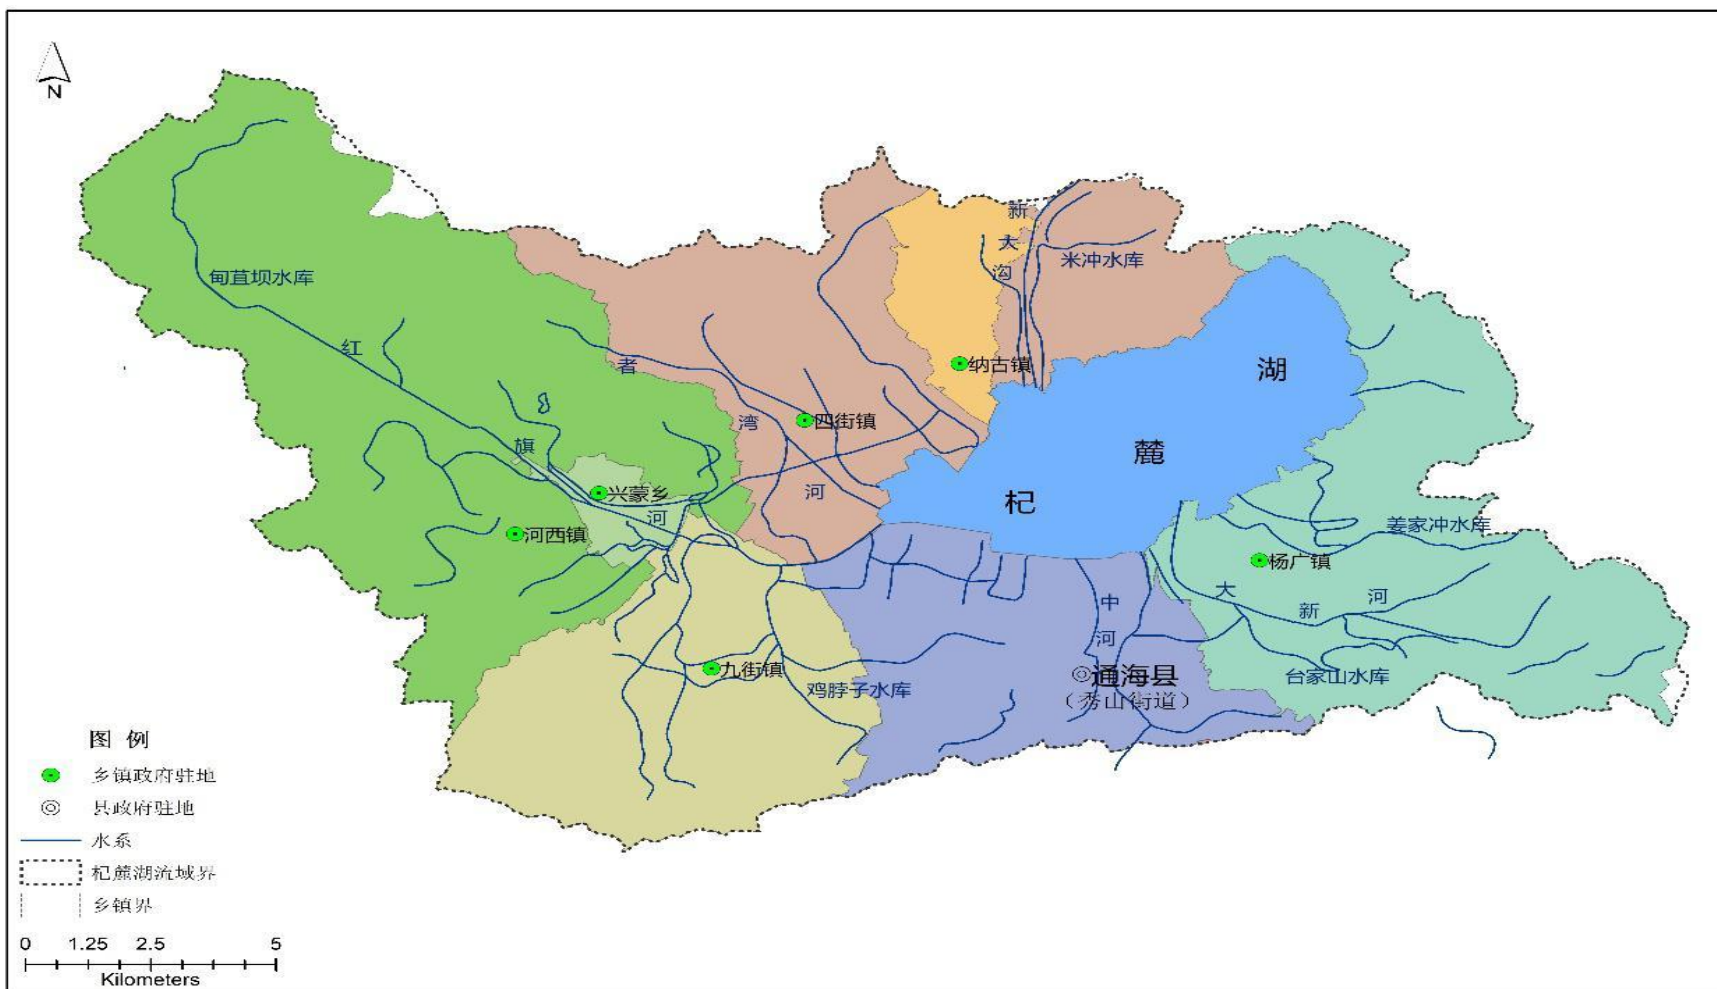 N
新
大
沟
米冲水库
甸苴坝水库
红
旗
河
者
湾
河
纳古镇
四街镇
湖
麓
杞
兴蒙乡
河西镇
姜家冲水库
杨广镇
大
新
河
中
河
九街镇
鸡脖子水库
通海县
（秀山街道）
台家山水库
图 例
乡镇政府驻地
县政府驻地
水系
杞麓湖流域界
乡镇界
0 1.25 2.5 5
Kilometers